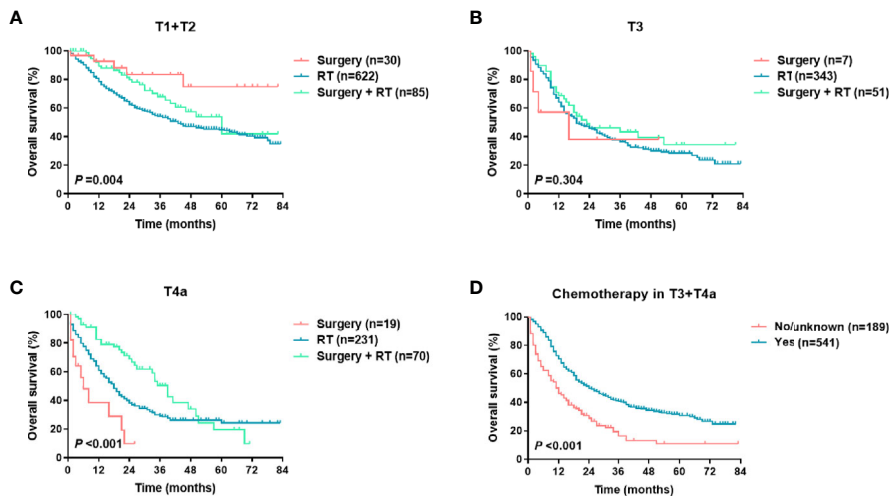 A
T1+T2
Overall survival (%)
100
80
60
40
20
0
P =0.004
0 12 24 36 48 60 72 84
Time (months)
Surgery (n=30)
RT (n=622)
Surgery + RT (n=85)
B
T3
Overall survival (%)
100
80
60
40
20
0
P =0.304
0 12 24 36 48 60 72 84
Time (months)
Surgery (n=7)
RT (n=343)
Surgery + RT (n=51)
C
T4a
Overall survival (%)
100
80
60
40
20
0
P <0.001
0 12 24 36 48 60 72 84
Time (months)
Surgery (n=19)
RT (n=231)
Surgery + RT (n=70)
D
Chemotherapy in T3+T4a
Overall survival (%)
100
80
60
40
20
0
P <0.001
0 12 24 36 48 60 72 84
Time (months)
No/unknown (n=189)
Yes (n=541)